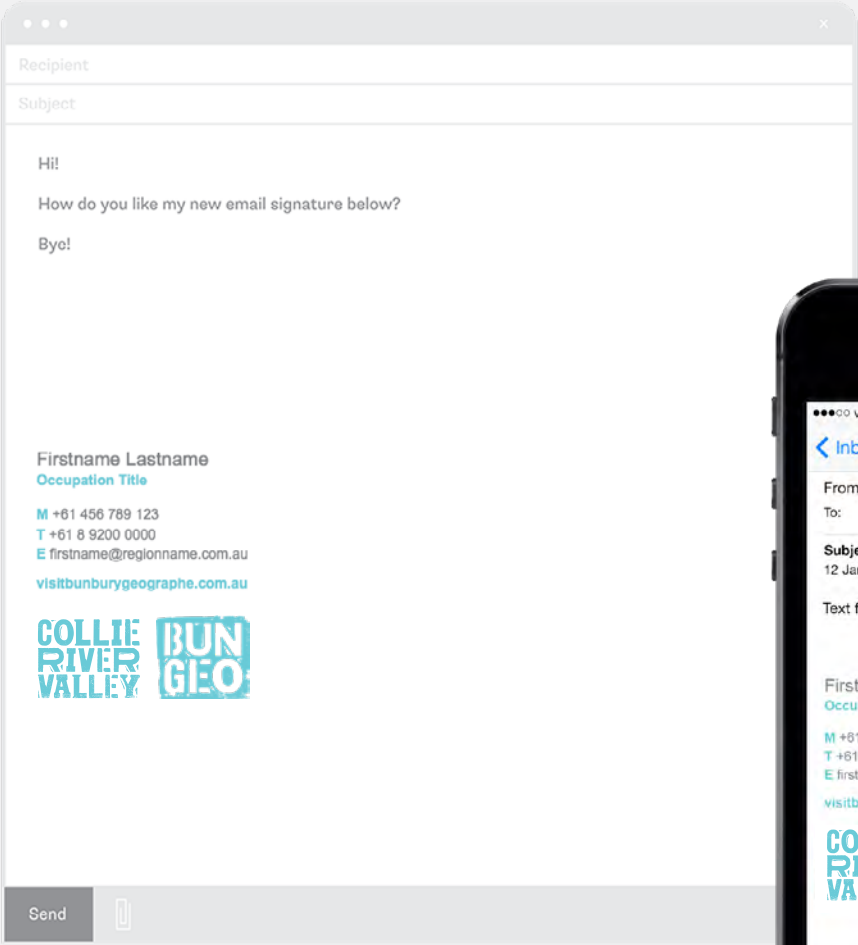 Recipient
Subject
Hi!
How do you like my new email signature below?
Bye!
Firstname Lastname
Occupation Title
M +61 456 789 123
T +61 8 9200 0000
E firstname@regionname.com.au
visitbunburygeographe.com.au
COLLIE
RIVER
VALLEY
BUN
GEO
Send
Inb
From
To:
Subje
12 Jan
Text f
First
Occu
M +61
T +61
E first
visitb
CO
RI
VA